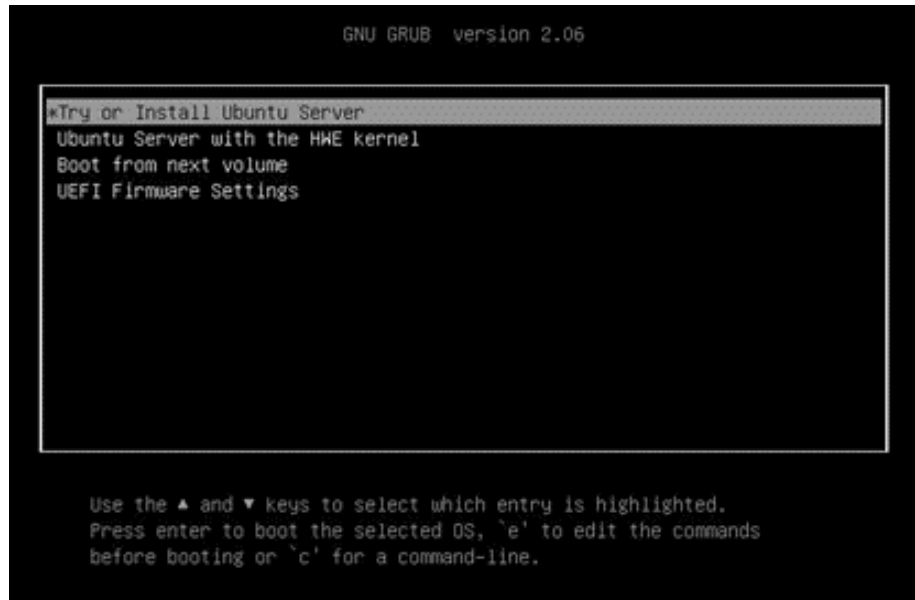 GNU GRUB  version 2.06
*Try or Install Ubuntu Server
Ubuntu Server with the HWE kernel
Boot from next volume
UEFI Firmware Settings
Use the ▲ and ▼ keys to select which entry is highlighted.
Press enter to boot the selected OS, `e' to edit the commands
before booting or `c' for a command-line.